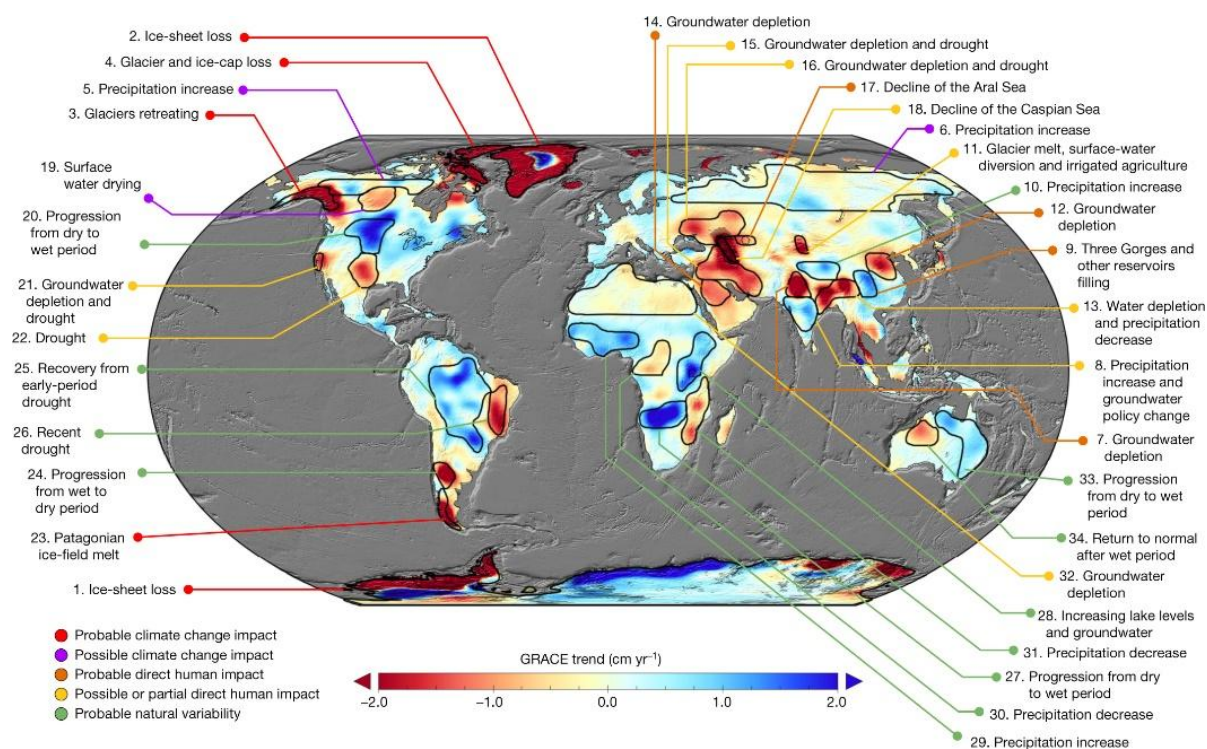 2. Ice-sheet loss
4. Glacier and ice-cap loss
5. Precipitation increase
3. Glaciers retreating
19. Surface
water drying
20. Progression
from dry to
wet period
21. Groundwater
depletion and
drought
22. Drought
25. Recovery from
early-period
drought
26. Recent
drought
24. Progression
from wet to
dry period
23. Patagonian
ice-field melt
1. Ice-sheet loss
14. Groundwater depletion
15. Groundwater depletion and drought
16. Groundwater depletion and drought
17. Decline of the Aral Sea
18. Decline of the Caspian Sea
6. Precipitation increase
11. Glacier melt, surface-water
diversion and irrigated agriculture
10. Precipitation increase
12. Groundwater
depletion
9. Three Gorges and
other reservoirs
filling
13. Water depletion
and precipitation
decrease
8. Precipitation
increase and
groundwater
policy change
7. Groundwater
depletion
33. Progression
from dry to wet
period
34. Return to normal
after wet period
32. Groundwater
depletion
28. Increasing lake levels
and groundwater
31. Precipitation decrease
27. Progression from dry
to wet period
30. Precipitation decrease
29. Precipitation increase
Probable climate change impact
Possible climate change impact
Probable direct human impact
Possible or partial direct human impact
Probable natural variability
GRACE trend (cm yr⁻¹)
−2.0 −1.0 0.0 1.0 2.0